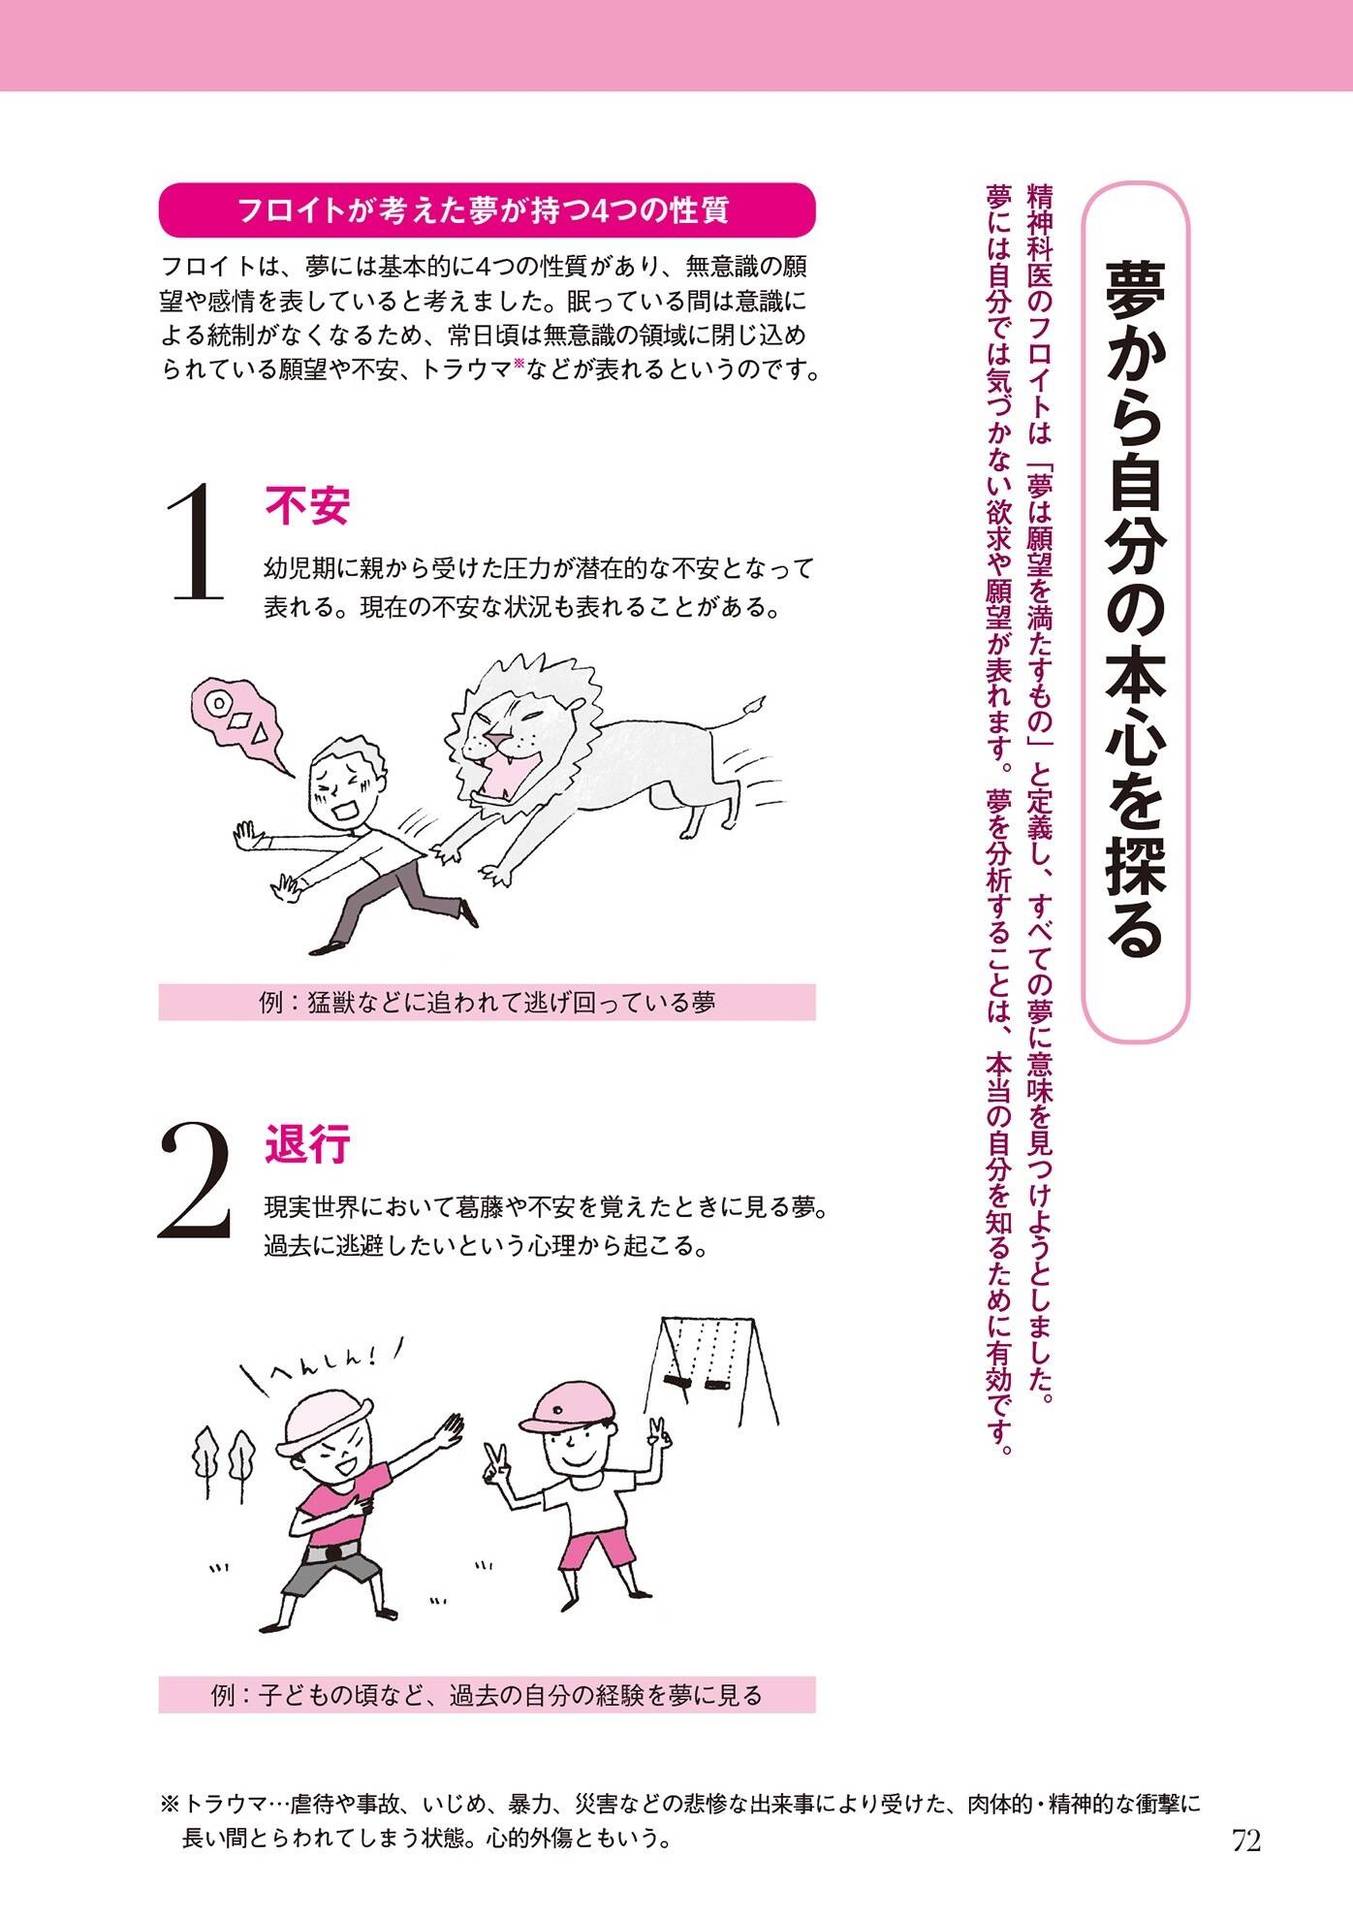 夢から自分の本心を探る
精神科医のフロイトは「夢は願望を満たすもの」と定義し、すべての夢に意味を見つけようとしました。
夢には自分では気づかない欲求や願望が表れます。夢を分析することは、本当の自分を知るために有効です。
フロイトが考えた夢が持つ4つの性質
フロイトは、夢には基本的に4つの性質があり、無意識の願
望や感情を表していると考えました。眠っている間は意識に
よる統制がなくなるため、常日頃は無意識の領域に閉じ込め
られている願望や不安、トラウマ※などが表れるというのです。
1 不安
幼児期に親から受けた圧力が潜在的な不安となって
表れる。現在の不安な状況も表れることがある。
例：猛獣などに追われて逃げ回っている夢
2 退行
現実世界において葛藤や不安を覚えたときに見る夢。
過去に逃避したいという心理から起こる。
へんしん！
例：子どもの頃など、過去の自分の経験を夢に見る
※トラウマ…虐待や事故、いじめ、暴力、災害などの悲惨な出来事により受けた、肉体的・精神的な衝撃に
長い間とらわれてしまう状態。心的外傷ともいう。
72